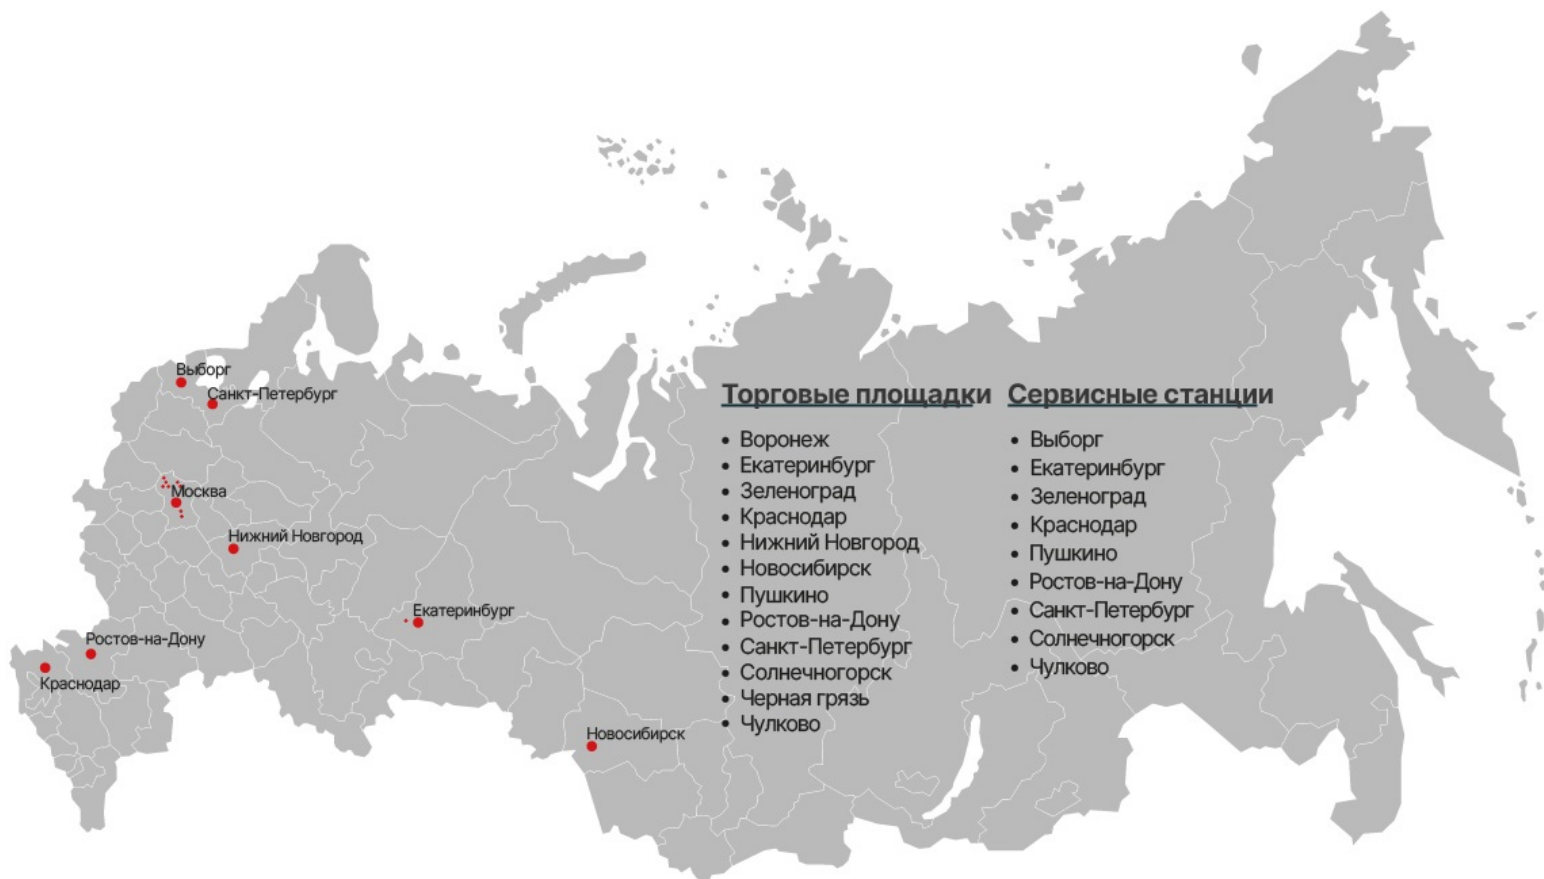 Выборг
Санкт-Петербург
Москва
Нижний Новгород
Екатеринбург
Ростов-на-Дону
Краснодар
Новосибирск
Торговые площадки
• Воронеж
• Екатеринбург
• Зеленоград
• Краснодар
• Нижний Новгород
• Новосибирск
• Пушкино
• Ростов-на-Дону
• Санкт-Петербург
• Солнечногорск
• Черная грязь
• Чулково
Сервисные станции
• Выборг
• Екатеринбург
• Зеленоград
• Краснодар
• Пушкино
• Ростов-на-Дону
• Санкт-Петербург
• Солнечногорск
• Чулково